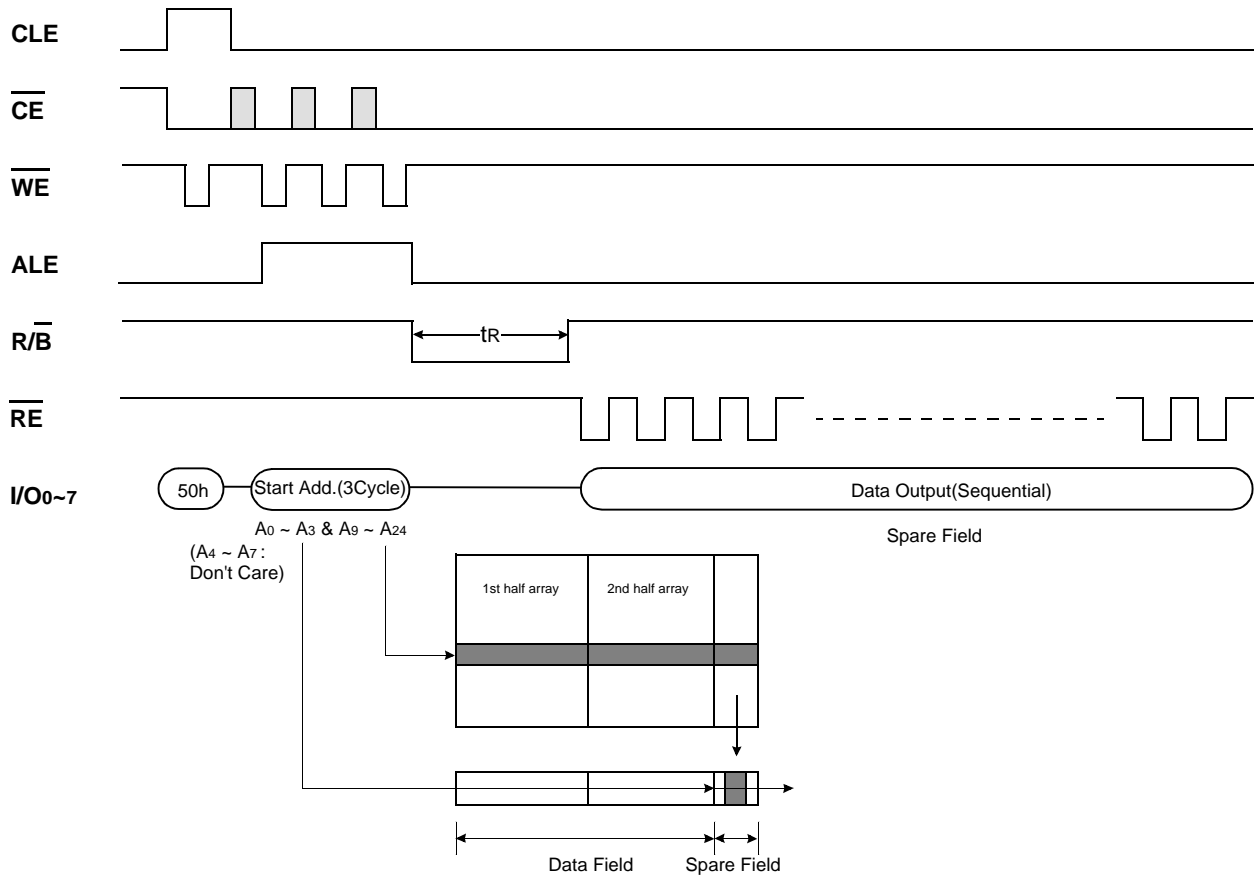 CLE
CE
WE
ALE
R/B
tR
RE
I/O0~7
50h
Start Add.(3Cycle)
Data Output(Sequential)
A0 ~ A3 & A9 ~ A24
Spare Field
(A4 ~ A7 :
Don't Care)
1st half array
2nd half array
Data Field
Spare Field